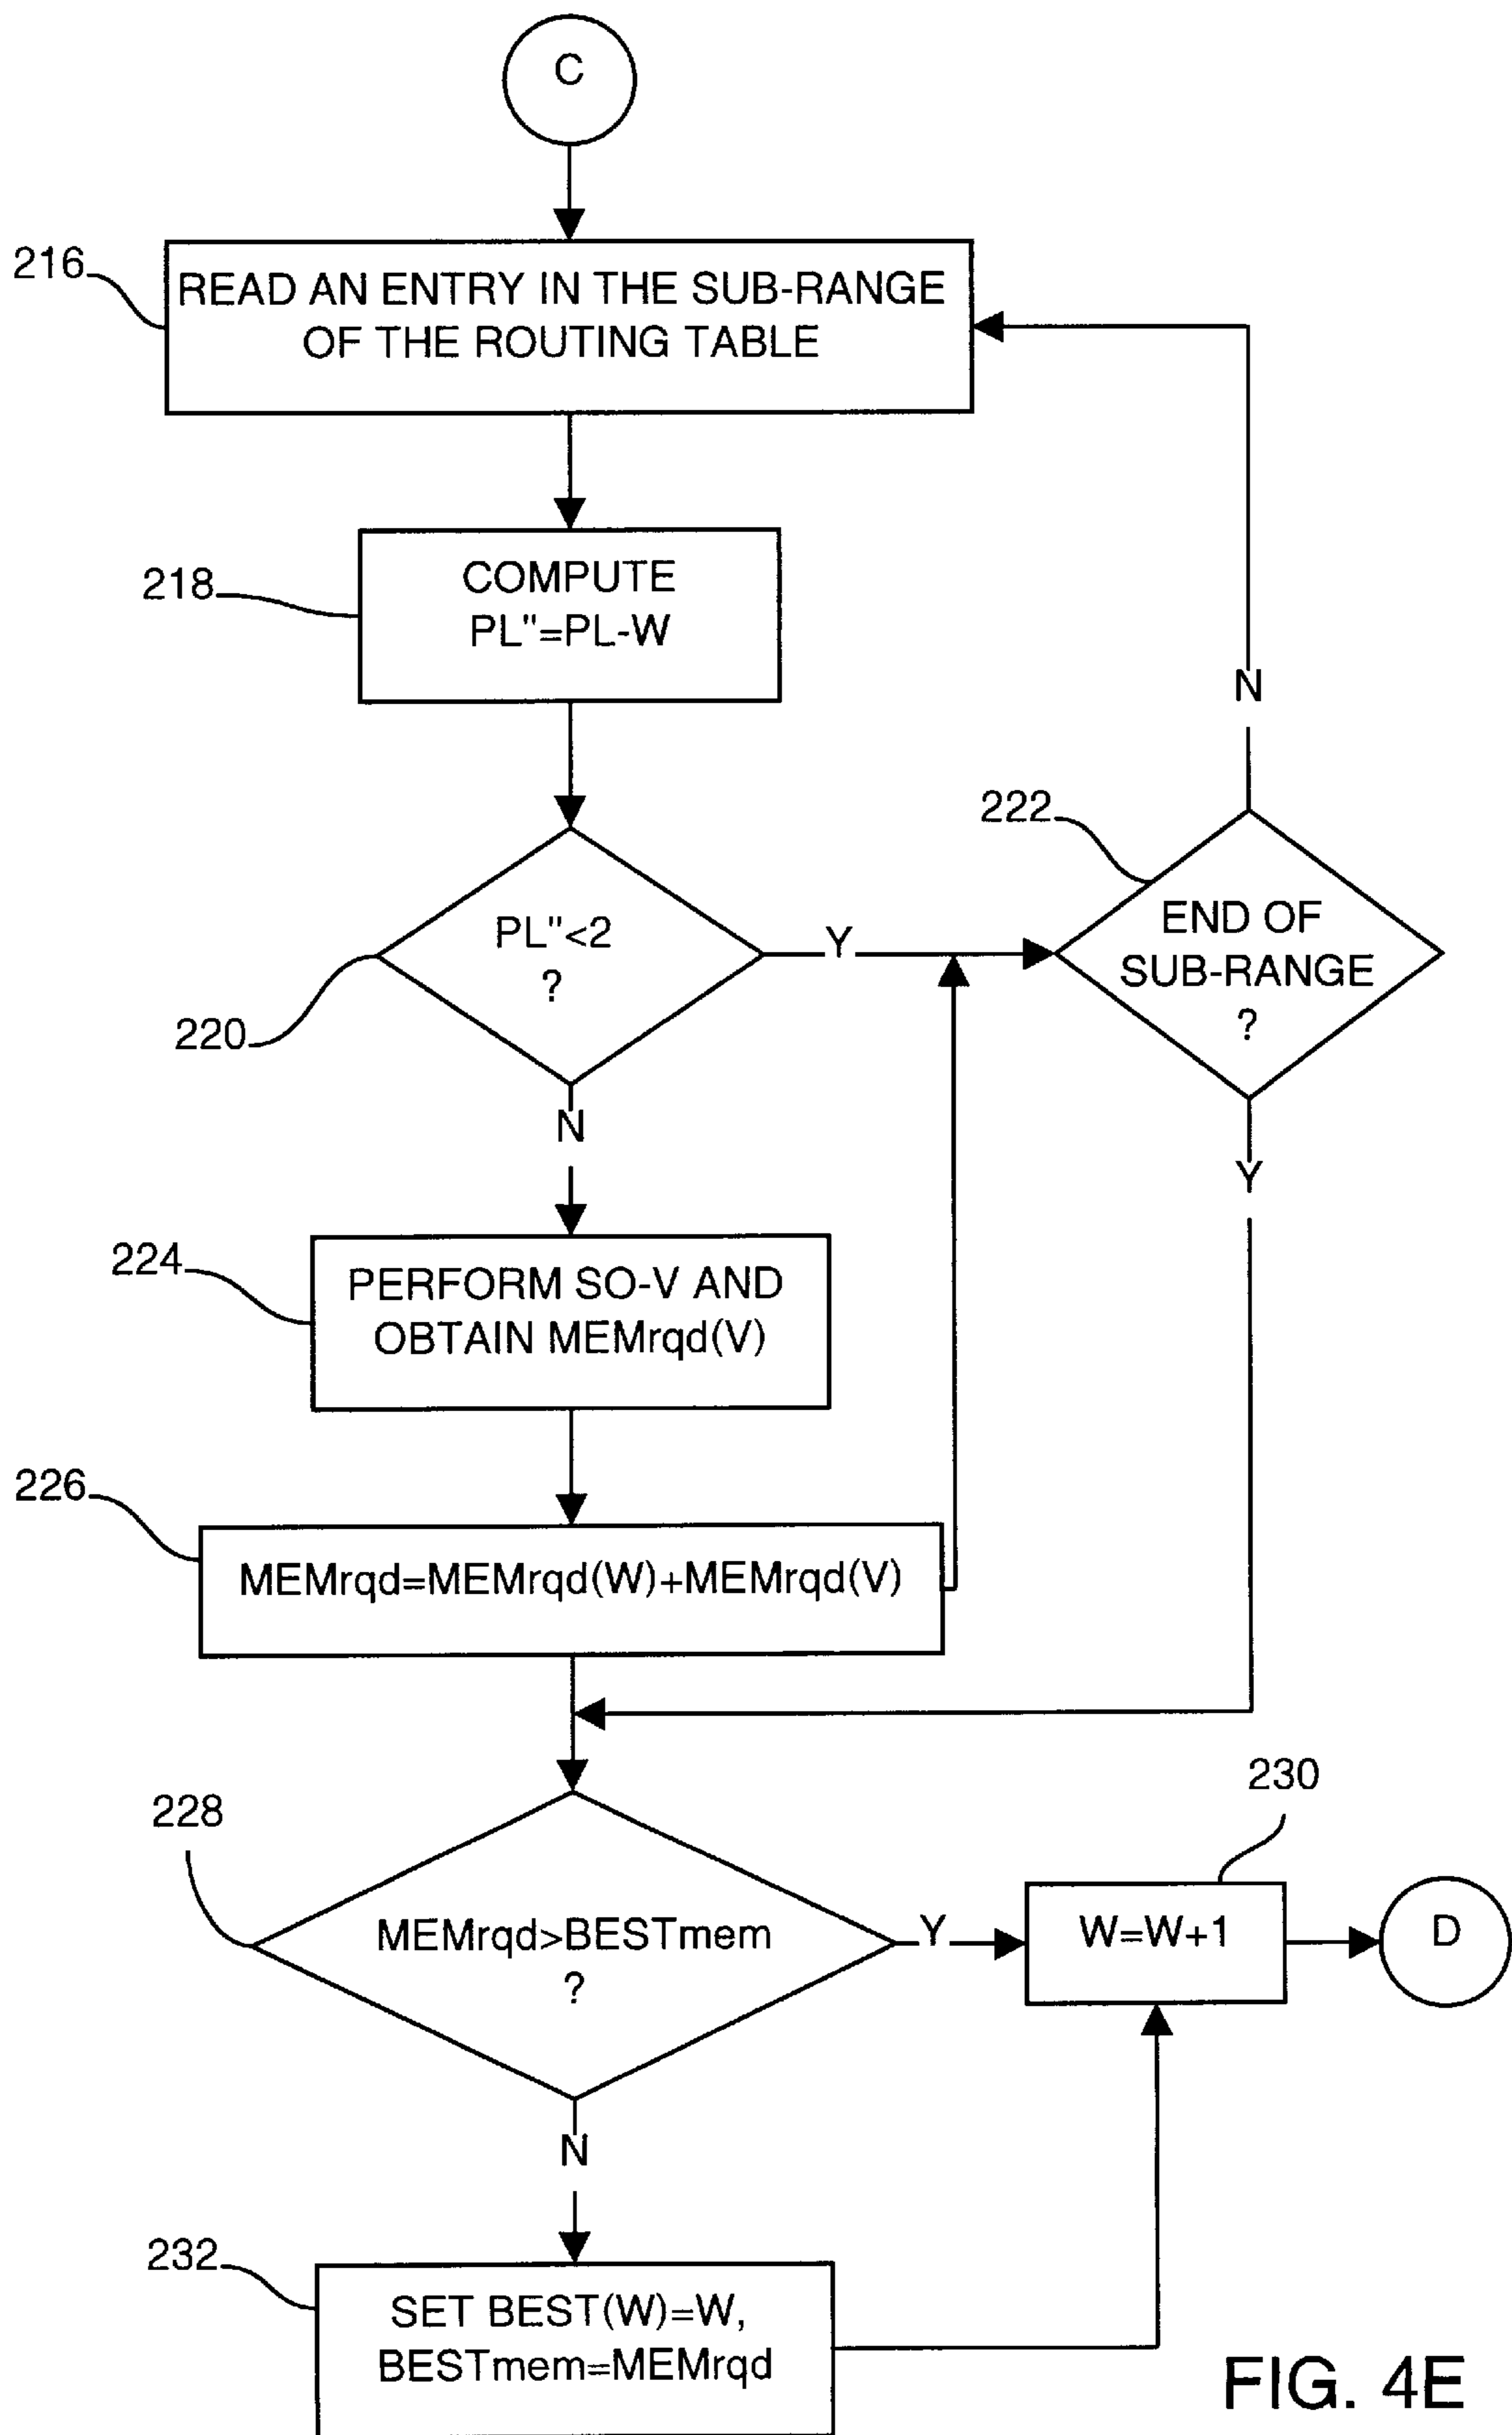 C
216
READ AN ENTRY IN THE SUB-RANGE
OF THE ROUTING TABLE
218
COMPUTE
PL"=PL-W
N
222
220
PL"<2
?
Y
END OF
SUB-RANGE
?
N
Y
224
PERFORM SO-V AND
OBTAIN MEMrqd(V)
226
MEMrqd=MEMrqd(W)+MEMrqd(V)
228
230
MEMrqd>BESTmem
?
Y
W=W+1
D
N
232
SET BEST(W)=W,
BESTmem=MEMrqd
FIG. 4E